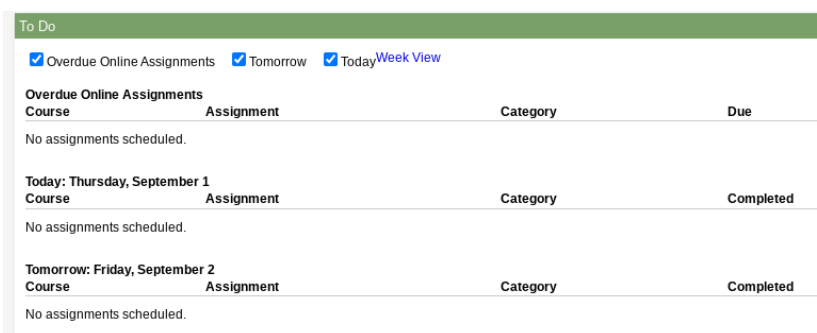 To Do
Overdue Online Assignments Tomorrow Today Week View
Overdue Online Assignments
Course Assignment Category Due
No assignments scheduled.
Today: Thursday, September 1
Course Assignment Category Completed
No assignments scheduled.
Tomorrow: Friday, September 2
Course Assignment Category Completed
No assignments scheduled.